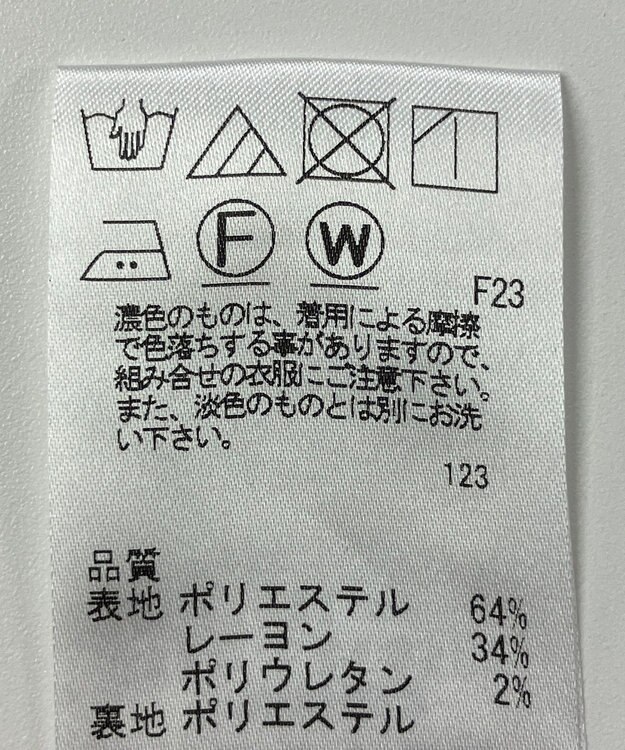 F W
F23
濃色のものは、着用による摩擦
で色落ちする事がありますので、
組み合せの衣服にご注意下さい。
また、淡色のものとは別にお洗
い下さい。
123
品質
表地 ポリエステル 64%
レーヨン 34%
ポリウレタン 2%
裏地 ポリエステル